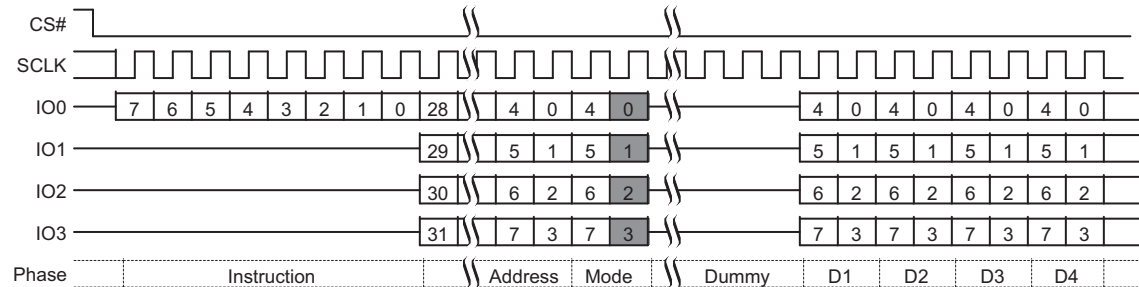 CS#
SCLK
IO0 7 6 5 4 3 2 1 0 28 4 0 4 0 4 0 4 0 4 0 4 0
IO1 29 5 1 5 1 5 1 5 1 5 1 5 1
IO2 30 6 2 6 2 6 2 6 2 6 2 6 2
IO3 31 7 3 7 3 7 3 7 3 7 3 7 3
Phase Instruction Address Mode Dummy D1 D2 D3 D4